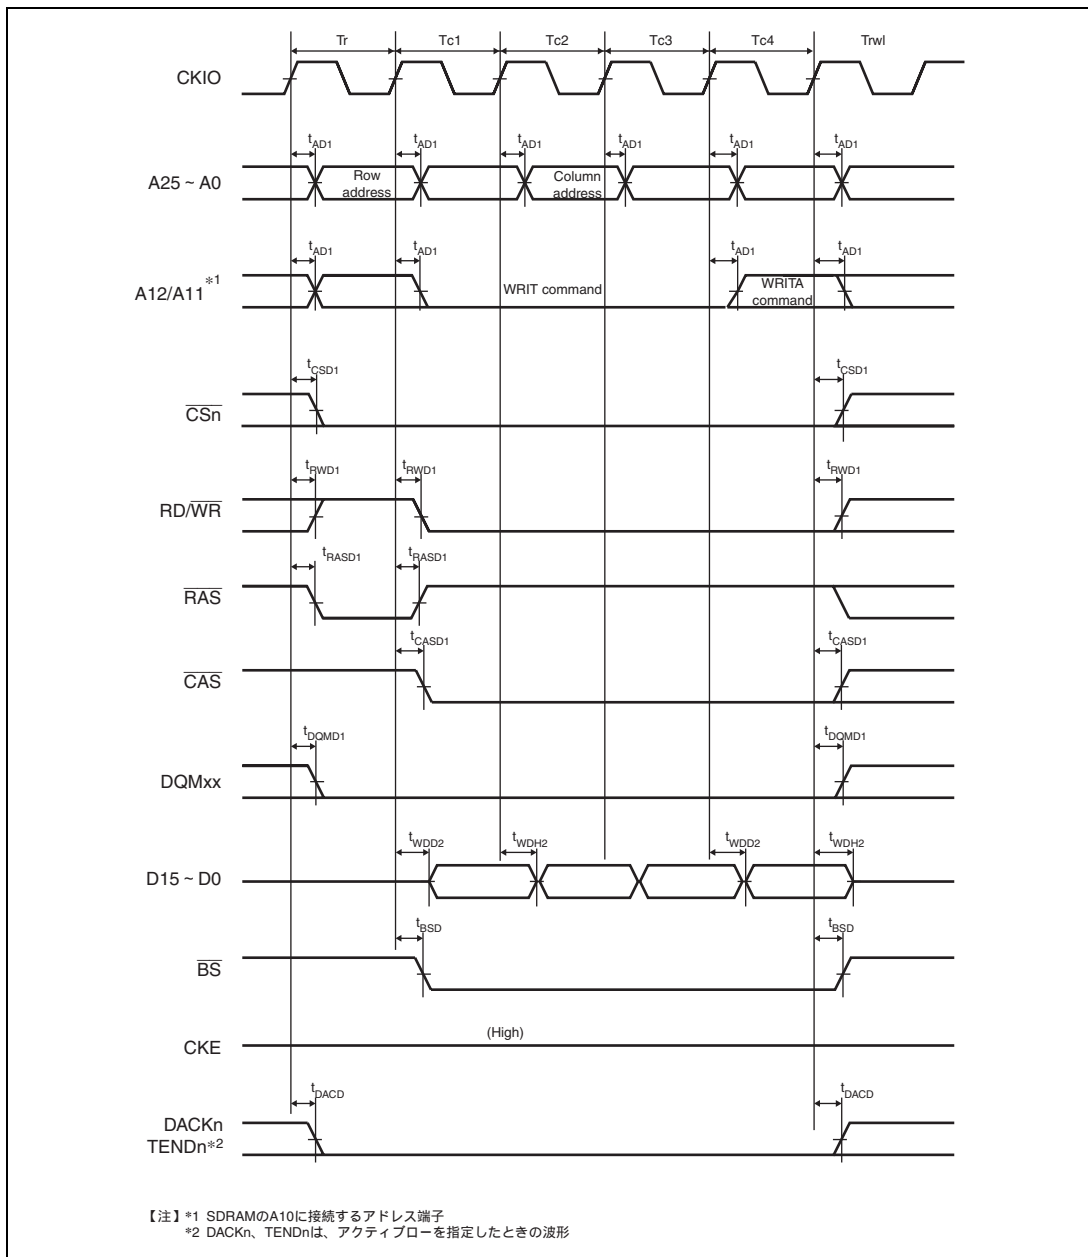 Tr Tc1 Tc2 Tc3 Tc4 Trwl
CKIO
tAD1 tAD1 tAD1 tAD1 tAD1 tAD1
A25 ~ A0
Row
address
Column
address
tAD1 tAD1 tAD1 tAD1
A12/A11*1
WRIT command
WRITA
command
tCSD1 tCSD1
CSn
tRWD1 tRWD1 tRWD1
RD/WR
tRASD1 tRASD1
RAS
tCASD1 tCASD1
CAS
tDQMD1 tDQMD1
DQMxx
tWDD2 tWDH2 tWDD2 tWDH2
D15 ~ D0
tBSD tBSD
BS
(High)
CKE
tDACD tDACD
DACKn
TENDn*2
【注】*1 SDRAMのA10に接続するアドレス端子
*2 DACKn、TENDnは、アクティブローを指定したときの波形